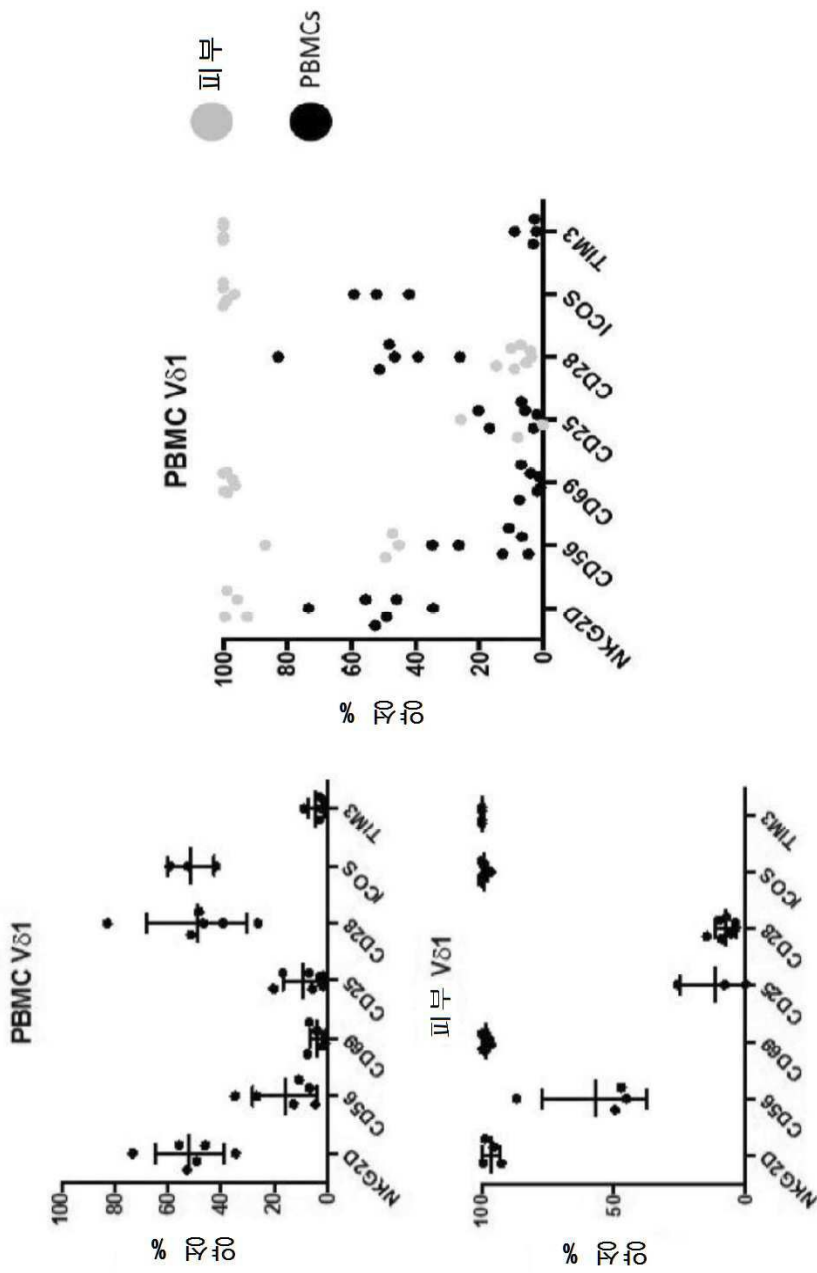 PBMC Vδ1
양성 %
100
80
60
40
20
0
NKG2D
CD56
CD69
CD25
CD28
ICOS
TIM3
피부 Vδ1
양성 %
100
50
0
NKG2D
CD56
CD69
CD25
CD28
ICOS
TIM3
PBMC Vδ1
양성 %
100
80
60
40
20
0
NKG2D
CD56
CD69
CD25
CD28
ICOS
TIM3
피부
PBMCs